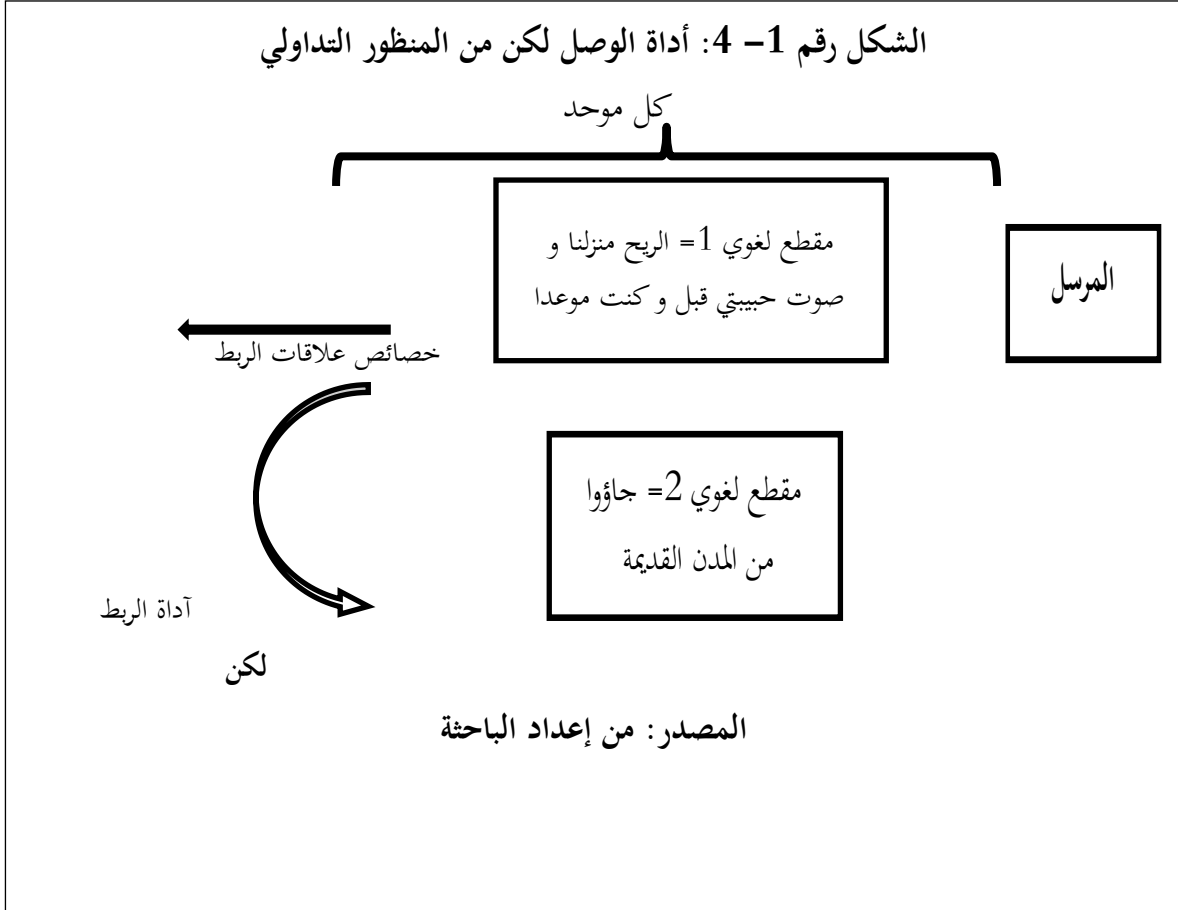 الشكل رقم 1– 4: أداة الوصل لكن من المنظور التداولي
كل موحد
المرسل
مقطع لغوي 1= الريح منزلنا و
صوت حبيبتي قبل و كنت موعدا
خصائص علاقات الربط
مقطع لغوي 2= جاؤوا
من المدن القديمة
آداة الربط
لكن
المصدر: من إعداد الباحثة